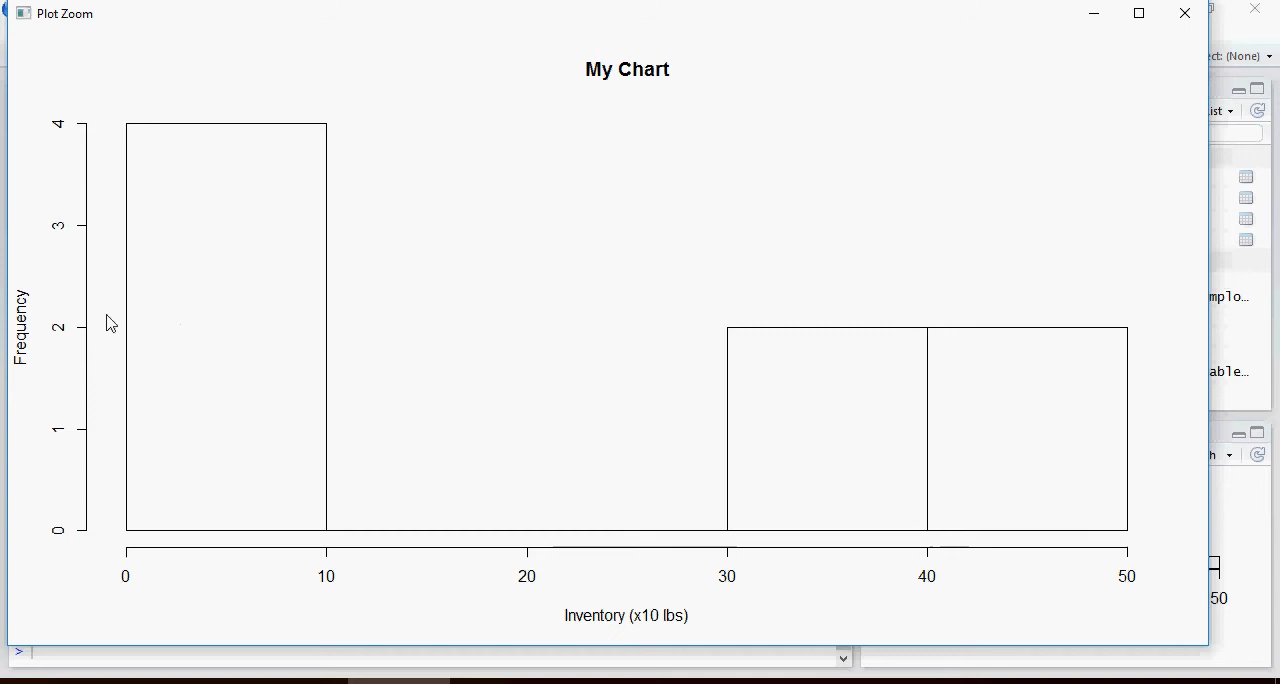 Plot Zoom
ect: (None)
My Chart
ist
4
3
2
1
0
Frequency
mplo...
able...
h
0 10 20 30 40 50
50
Inventory (x10 lbs)
>